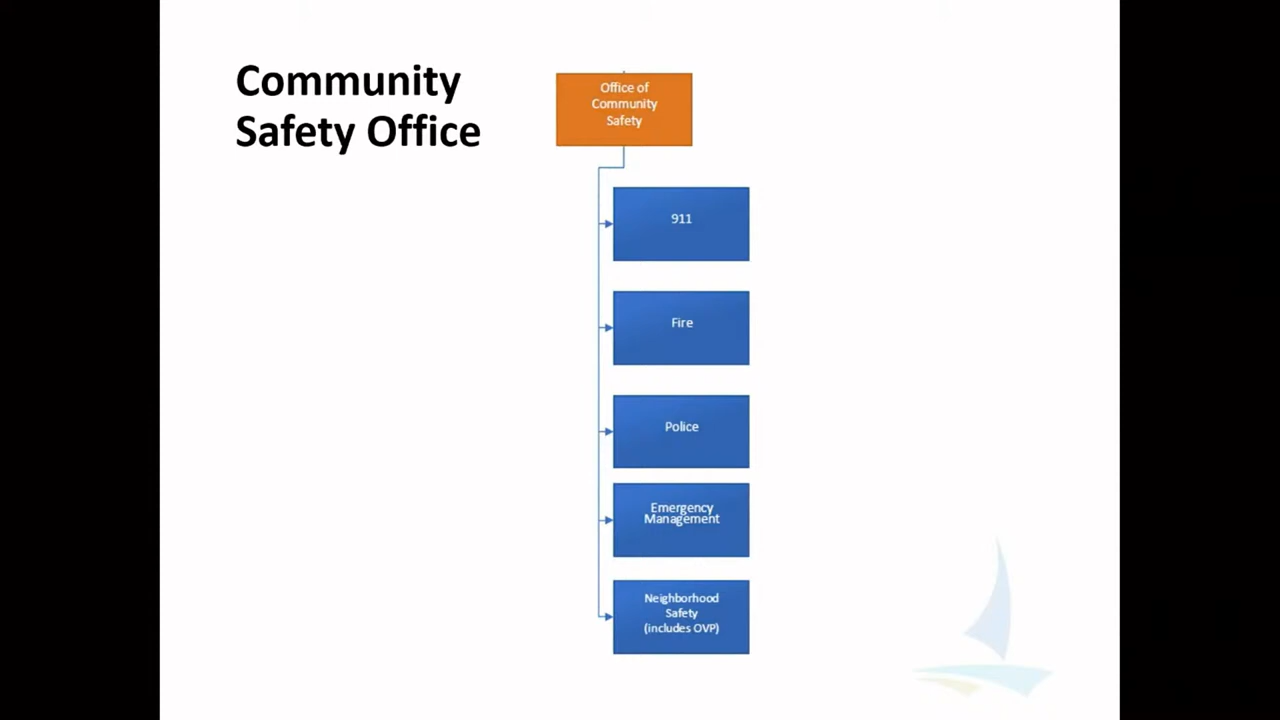 Community
Safety Office
Office of
Community
Safety
911
Fire
Police
Emergency
Management
Neighborhood
Safety
(includes OVP)